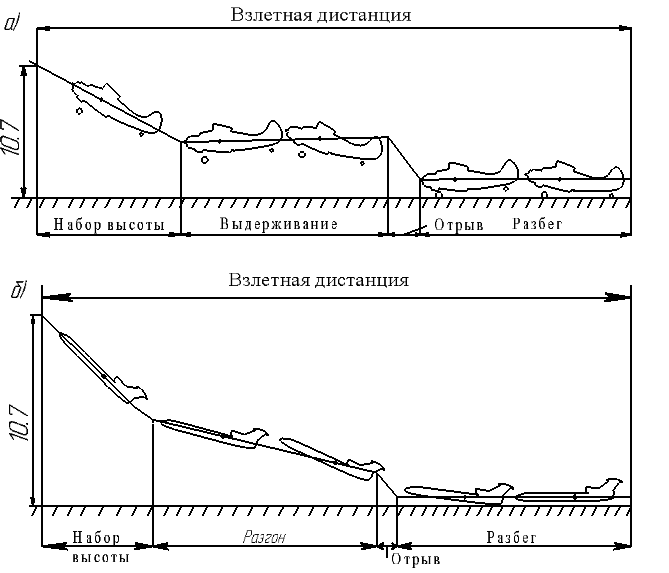 а)
Взлетная дистанция
10.7
Набор высоты
Выдерживание
Отрыв
Разбег
б)
Взлетная дистанция
10.7
Набор
высоты
Разгон
Отрыв
Разбег